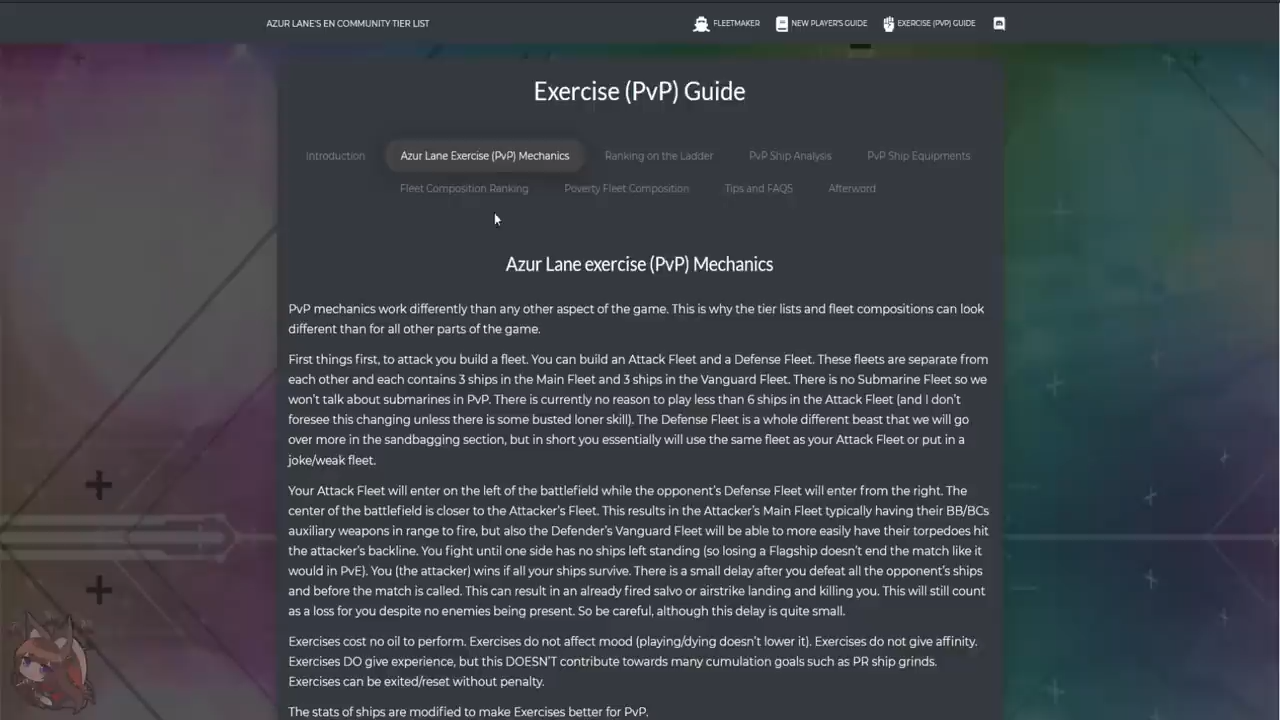 AZUR LANE'S EN COMMUNITY TIER LIST
FLEETMAKER
NEW PLAYER'S GUIDE
EXERCISE (PVP) GUIDE
Exercise (PvP) Guide
Introduction
Azur Lane Exercise (PvP) Mechanics
Ranking on the Ladder
PvP Ship Analysis
PvP Ship Equipments
Fleet Composition Ranking
Poverty Fleet Composition
Tips and FAQS
Afterword
Azur Lane exercise (PvP) Mechanics
PvP mechanics work differently than any other aspect of the game. This is why the tier lists and fleet compositions can look
different than for all other parts of the game.
First things first, to attack you build a fleet. You can build an Attack Fleet and a Defense Fleet. These fleets are separate from
each other and each contains 3 ships in the Main Fleet and 3 ships in the Vanguard Fleet. There is no Submarine Fleet so we
won't talk about submarines in PvP. There is currently no reason to play less than 6 ships in the Attack Fleet (and I don't
foresee this changing unless there is some busted loner skill). The Defense Fleet is a whole different beast that we will go
over more in the sandbagging section, but in short you essentially will use the same fleet as your Attack Fleet or put in a
joke/weak fleet.
Your Attack Fleet will enter on the left of the battlefield while the opponent's Defense Fleet will enter from the right. The
center of the battlefield is closer to the Attacker's Fleet. This results in the Attacker's Main Fleet typically having their BB/BCs
auxiliary weapons in range to fire, but also the Defender's Vanguard Fleet will be able to more easily have their torpedoes hit
the attacker's backline. You fight until one side has no ships left standing (so losing a Flagship doesn't end the match like it
would in PvE). You (the attacker) wins if all your ships survive. There is a small delay after you defeat all the opponent's ships
and before the match is called. This can result in an already fired salvo or airstrike landing and killing you. This will still count
as a loss for you despite no enemies being present. So be careful, although this delay is quite small.
Exercises cost no oil to perform. Exercises do not affect mood (playing/dying doesn't lower it). Exercises do not give affinity.
Exercises DO give experience, but this DOESN'T contribute towards many cumulation goals such as PR ship grinds.
Exercises can be exited/reset without penalty.
The stats of ships are modified to make Exercises better for PvP.